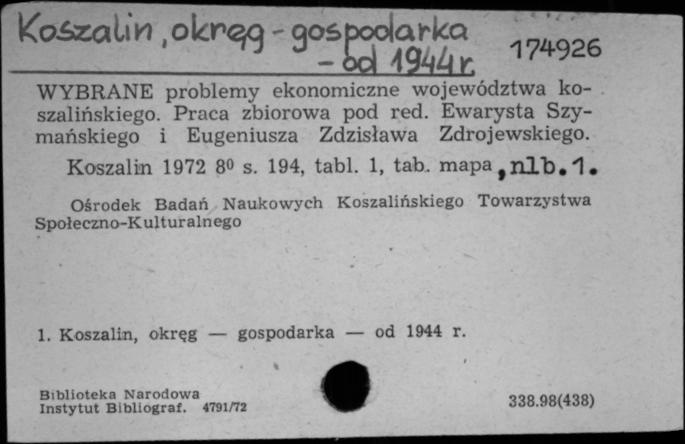 Koszalin, okręg - gospodarka
- od 1944 r.
174926
WYBRANE problemy ekonomiczne województwa ko-
szalińskiego. Praca zbiorowa pod red. Ewarysta Szy-
mańskiego i Eugeniusza Zdzisława Zdrojewskiego.
Koszalin 1972 8⁰ s. 194, tabl. 1, tab. mapa, nlb. 1.
Ośrodek Badań Naukowych Koszalińskiego Towarzystwa
Społeczno-Kulturalnego
1. Koszalin, okręg — gospodarka — od 1944 r.
Biblioteka Narodowa
Instytut Bibliograf. 4791/72
338.98(438)